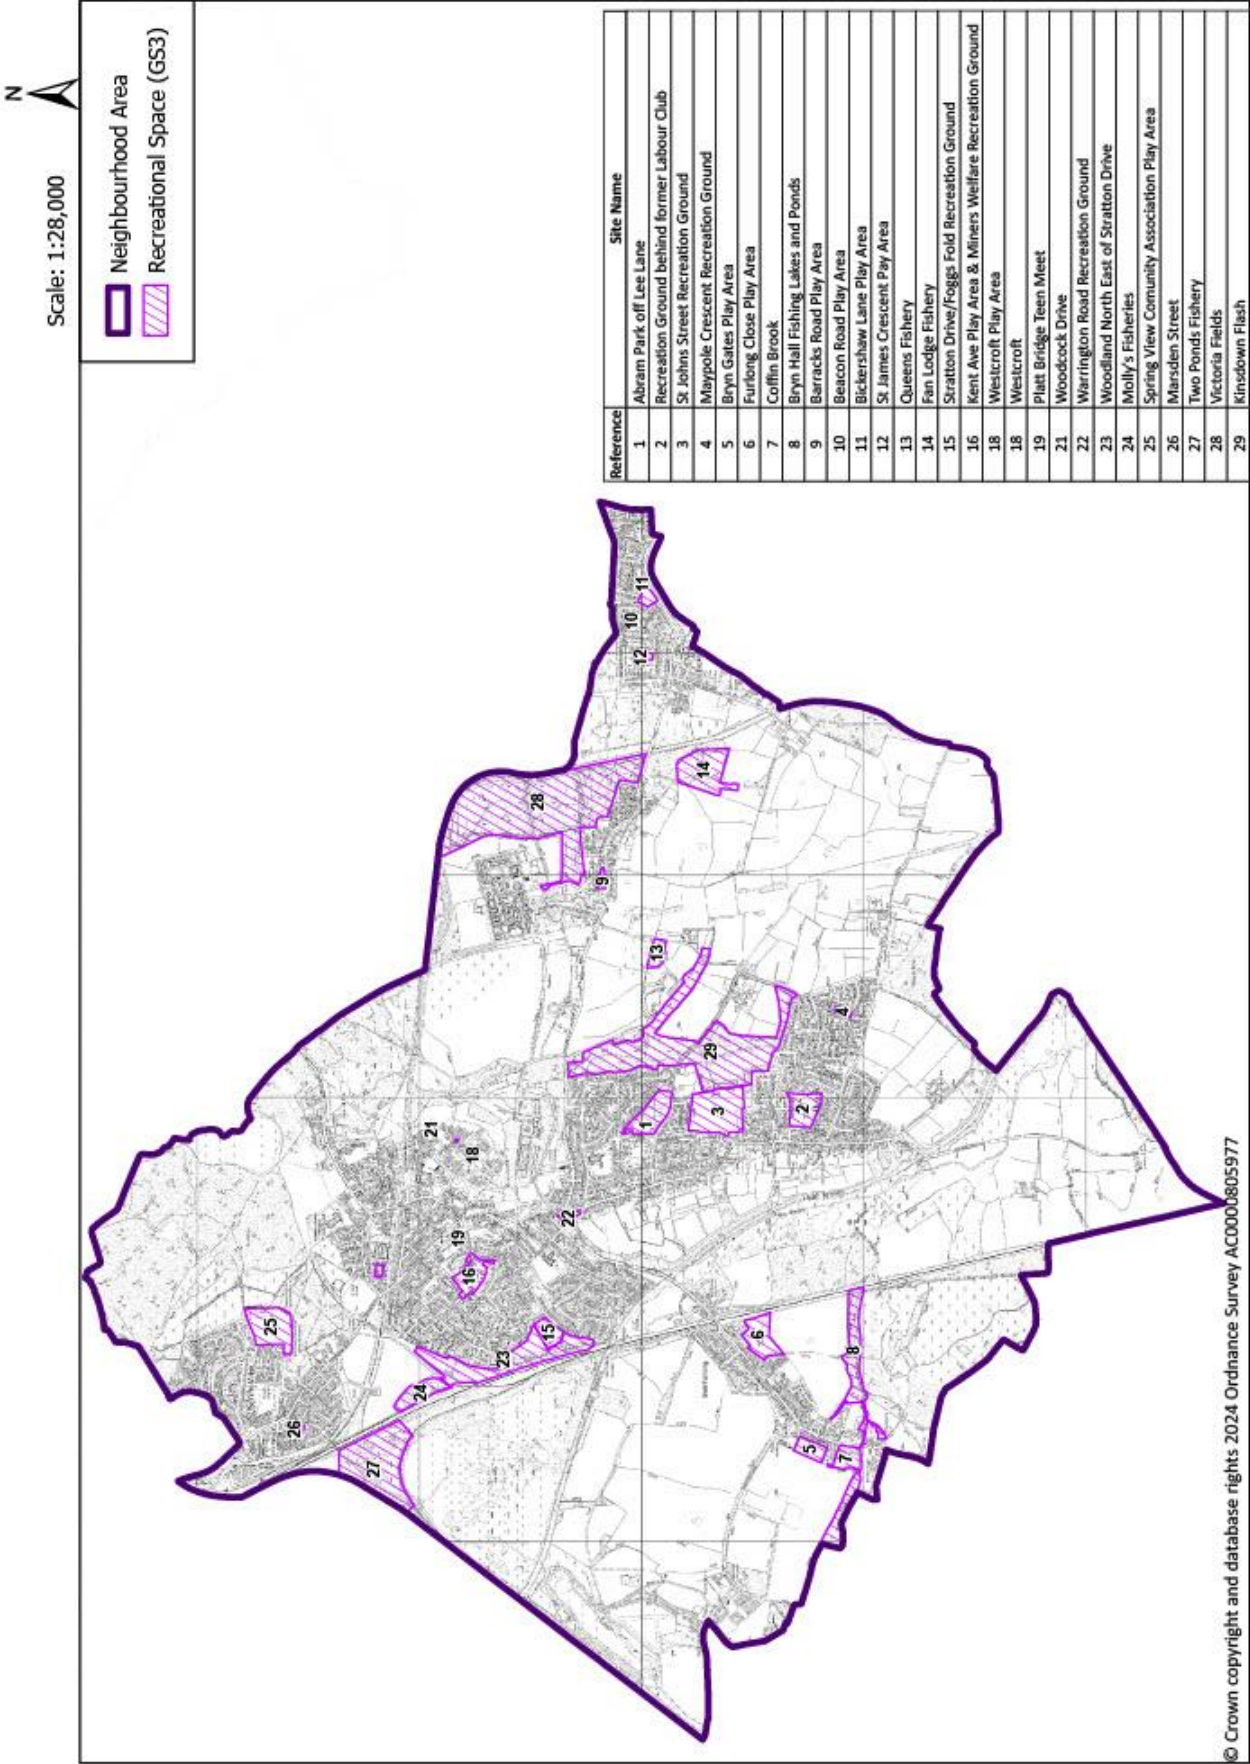 N
Scale: 1:28,000
Neighbourhood Area
Recreational Space (GS3)
Reference Site Name
1 Abram Park off Lee Lane
2 Recreation Ground behind former Labour Club
3 St Johns Street Recreation Ground
4 Maypole Crescent Recreation Ground
5 Bryn Gates Play Area
6 Furlong Close Play Area
7 Coffin Brook
8 Bryn Hall Fishing Lakes and Ponds
9 Barracks Road Play Area
10 Beacon Road Play Area
11 Bickershaw Lane Play Area
12 St James Crescent Pay Area
13 Queens Fishery
14 Fan Lodge Fishery
15 Stratton Drive/Foggs Fold Recreation Ground
16 Kent Ave Play Area & Miners Welfare Recreation Ground
18 Westcroft Play Area
18 Westcroft
19 Platt Bridge Teen Meet
21 Woodcock Drive
22 Warrington Road Recreation Ground
23 Woodland North East of Stratton Drive
24 Molly's Fisheries
25 Spring View Comunity Association Play Area
26 Marsden Street
27 Two Ponds Fishery
28 Victoria Fields
29 Kinsdown Flash
25
26
27
24
21
18
19
16
23
15
22
28
9
10
11
12
14
13
1
3
29
2
4
6
5
7
8
© Crown copyright and database rights 2024 Ordnance Survey AC0000805977